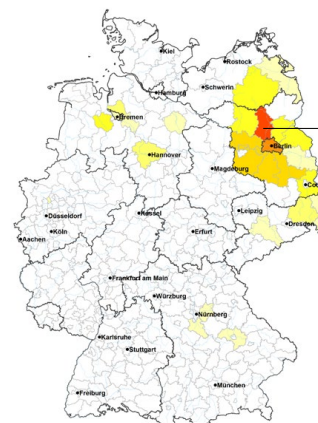 Kiel
Rostock
Schwerin
Hamburg
Bremen
Hannover
Berlin
Magdeburg
Düsseldorf
Köln
Aachen
Kassel
Erfurt
Leipzig
Dresden
Frankfurt am Main
Würzburg
Nürnberg
Karlsruhe
Stuttgart
München
Freiburg